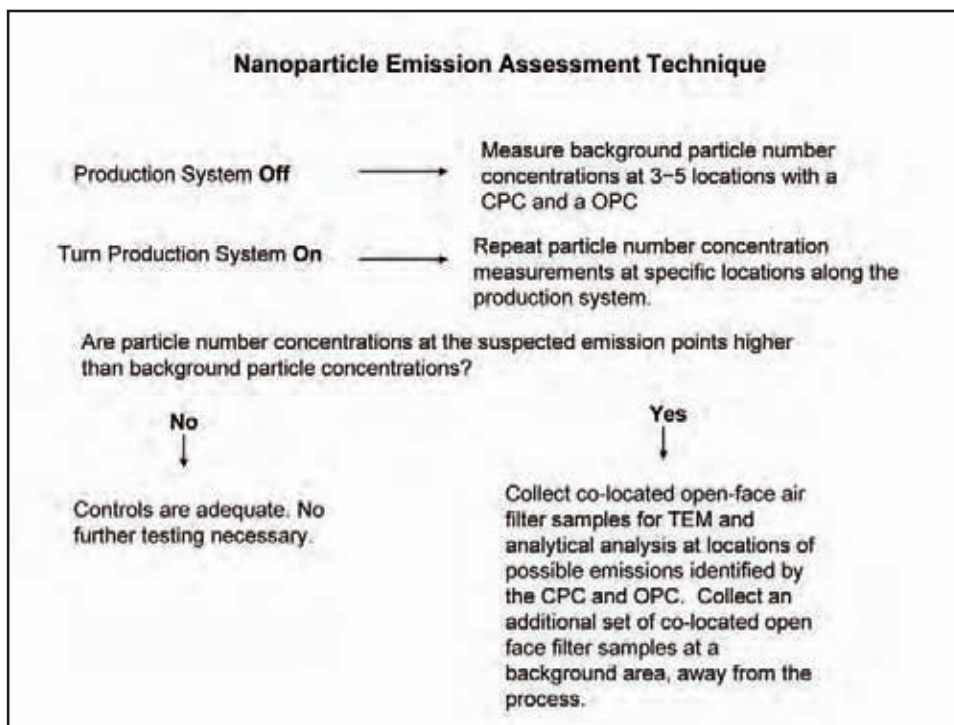 Nanoparticle Emission Assessment Technique
Production System Off
Measure background particle number
concentrations at 3–5 locations with a
CPC and a OPC
Turn Production System On
Repeat particle number concentration
measurements at specific locations along the
production system.
Are particle number concentrations at the suspected emission points higher
than background particle concentrations?
No
Controls are adequate. No
further testing necessary.
Yes
Collect co-located open-face air
filter samples for TEM and
analytical analysis at locations of
possible emissions identified by
the CPC and OPC. Collect an
additional set of co-located open
face filter samples at a
background area, away from the
process.